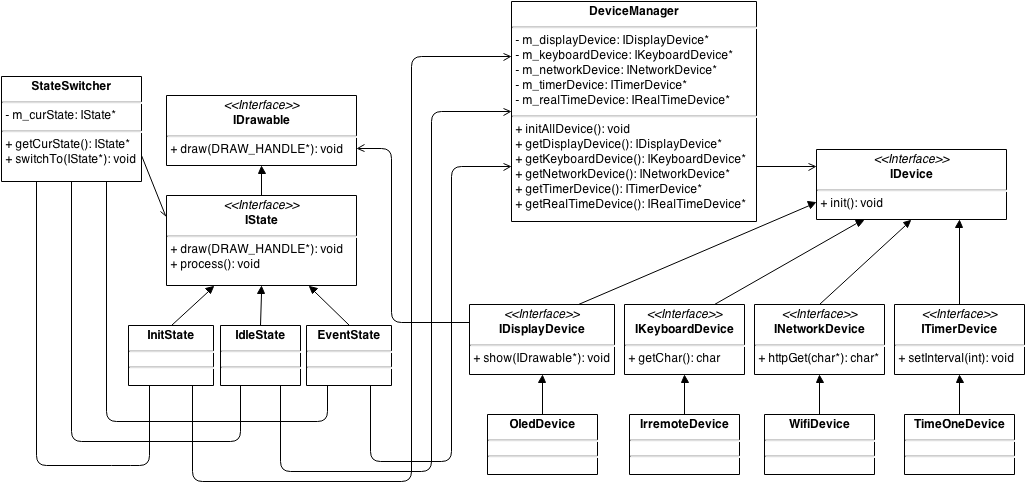 DeviceManager
- m_displayDevice: IDisplayDevice*
- m_keyboardDevice: IKeyboardDevice*
- m_networkDevice: INetworkDevice*
- m_timerDevice: ITimerDevice*
- m_realTimeDevice: IRealTimeDevice*
+ initAllDevice(): void
+ getDisplayDevice(): IDisplayDevice*
+ getKeyboardDevice(): IKeyboardDevice*
+ getNetworkDevice(): INetworkDevice*
+ getTimerDevice(): ITimerDevice*
+ getRealTimeDevice(): IRealTimeDevice*
StateSwitcher
- m_curState: IState*
+ getCurState(): IState*
+ switchTo(IState*): void
<<Interface>>
IDrawable
+ draw(DRAW_HANDLE*): void
<<Interface>>
IDevice
+ init(): void
<<Interface>>
IState
+ draw(DRAW_HANDLE*): void
+ process(): void
InitState
IdleState
EventState
<<Interface>>
IDisplayDevice
+ show(IDrawable*): void
<<Interface>>
IKeyboardDevice
+ getChar(): char
<<Interface>>
INetworkDevice
+ httpGet(char*): char*
<<Interface>>
ITimerDevice
+ setInterval(int): void
OledDevice
IrremoteDevice
WifiDevice
TimeOneDevice